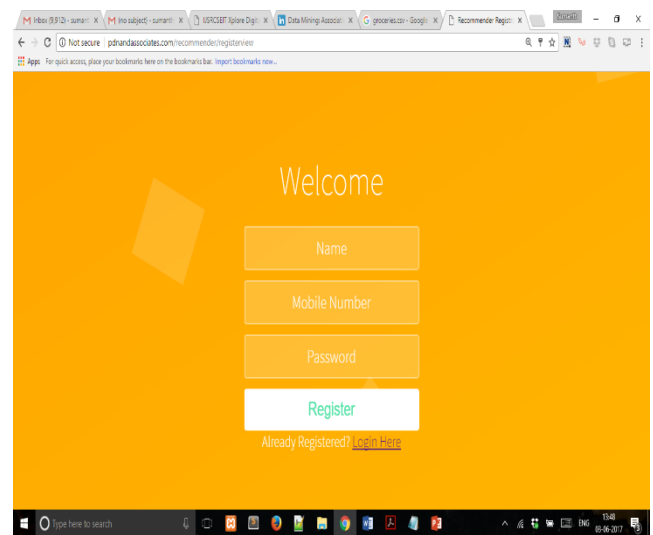 Inbox (9,912) - sumant
(no subject) - sumanth
IJSRCSEIT Xplore Digit
Data Mining: Associat
groceries.csv - Google
Recommender Regist
Not secure | pdnandassociates.com/recommender/registerview
Apps For quick access, place your bookmarks here on the bookmarks bar. Import bookmarks now...
Welcome
Name
Mobile Number
Password
Register
Already Registered? Login Here
Type here to search
ENG
13:48
03-06-2017